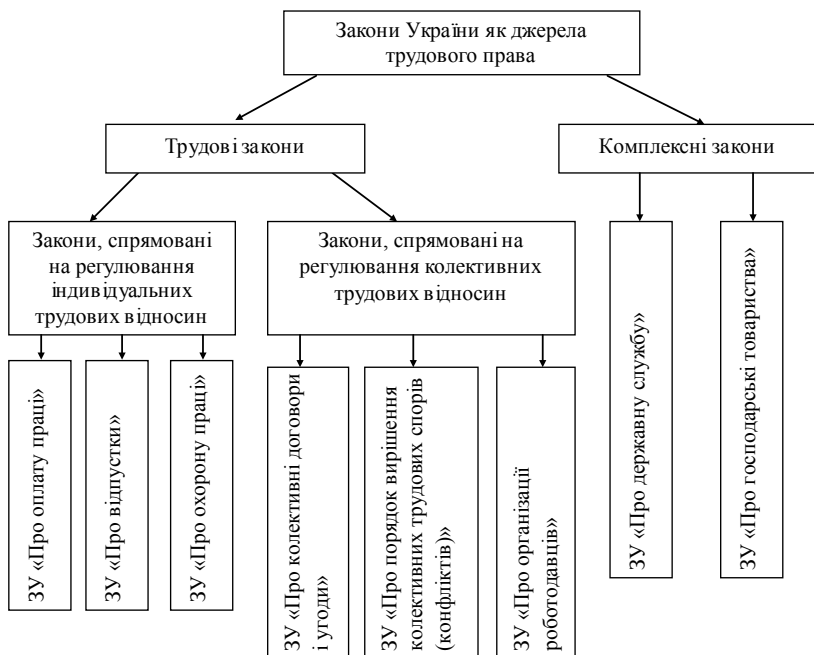 Закони України як джерела
трудового права
Трудові закони
Комплексні закони
Закони, спрямовані
на регулювання
індивідуальних
трудових відносин
Закони, спрямовані на
регулювання колективних
трудових відносин
ЗУ «Про оплату праці»
ЗУ «Про відпустки»
ЗУ «Про охорону праці»
ЗУ «Про колективні договори
і угоди»
ЗУ «Про порядок вирішення
колективних трудових спорів
(конфліктів)»
ЗУ «Про організації
роботодавців»
ЗУ «Про державну службу»
ЗУ «Про господарські товариства»